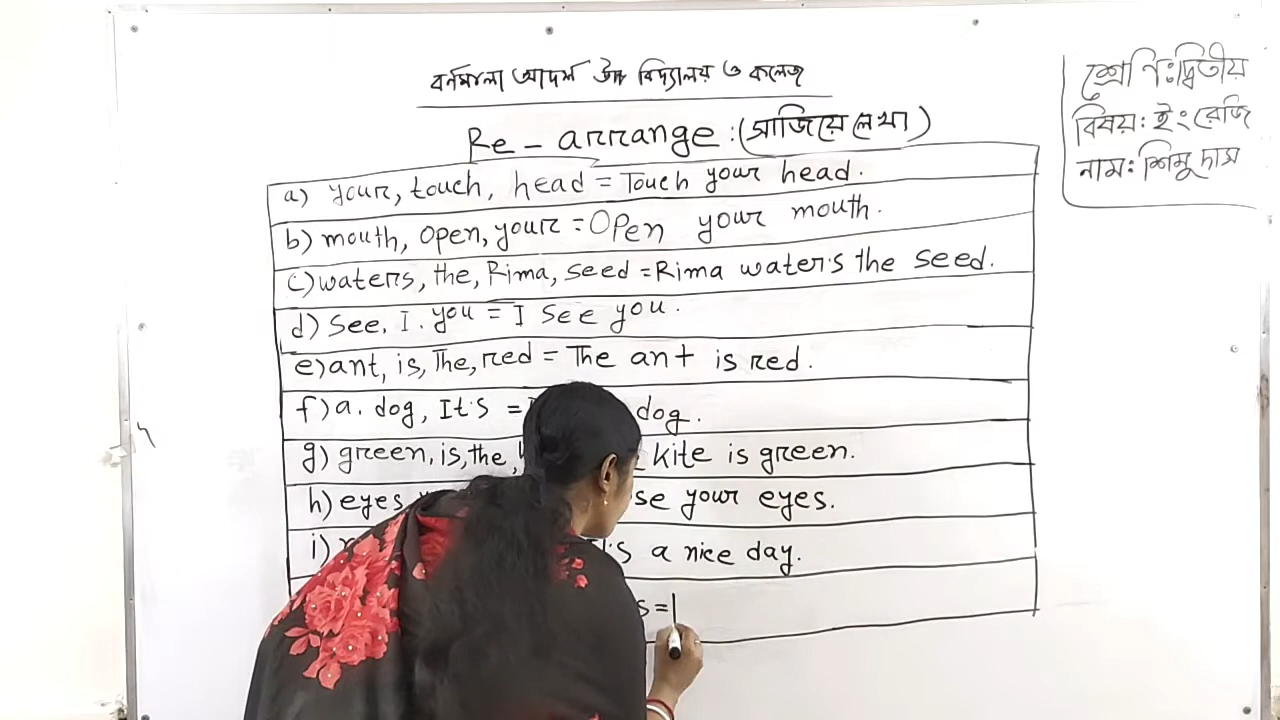 বর্নমালা আদর্শ উচ্চ বিদ্যালয় ও কলেজ
শ্রেণি: দ্বিতীয়
বিষয়: ইংরেজি
নাম: শিমু দাস
Re - arrange: (সাজিয়ে লেখা)
a) your, touch, head = Touch your head.
b) mouth, open, your = Open your mouth.
c) waters, the, Rima, seed = Rima waters the seed.
d) See, I, you = I see you.
e) ant, is, The, red = The ant is red.
f) a, dog, It's = dog.
g) green, is, the, kite is green.
h) eyes your eyes.
i) a nice day.
=